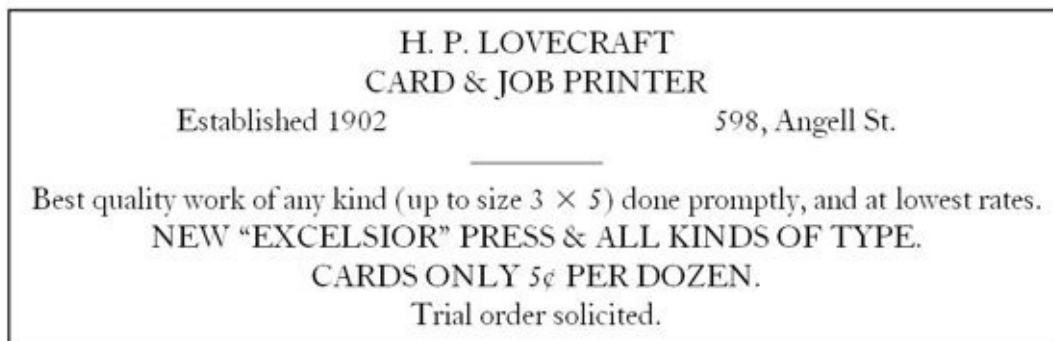 H. P. LOVECRAFT
CARD & JOB PRINTER
Established 1902 598, Angell St.
Best quality work of any kind (up to size 3 × 5) done promptly, and at lowest rates.
NEW “EXCELSIOR” PRESS & ALL KINDS OF TYPE.
CARDS ONLY 5¢ PER DOZEN.
Trial order solicited.